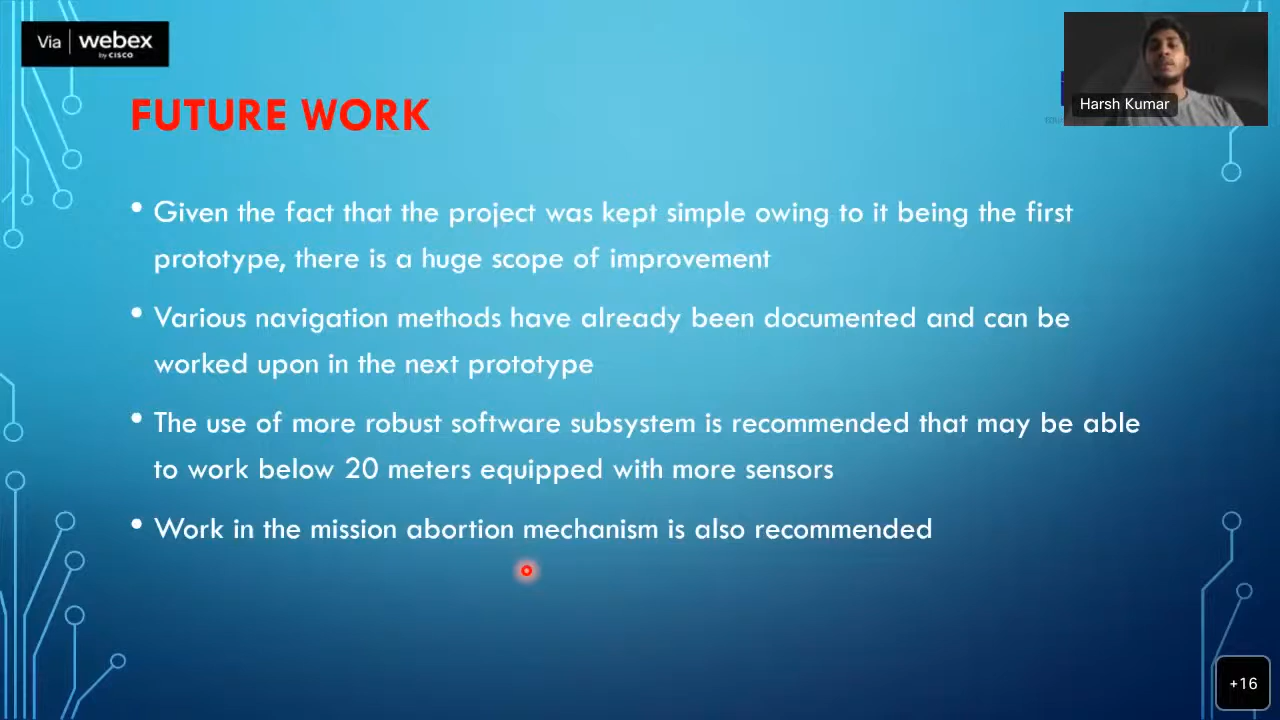 Via webex
by CISCO
Harsh Kumar
FUTURE WORK
• Given the fact that the project was kept simple owing to it being the first
prototype, there is a huge scope of improvement
• Various navigation methods have already been documented and can be
worked upon in the next prototype
• The use of more robust software subsystem is recommended that may be able
to work below 20 meters equipped with more sensors
• Work in the mission abortion mechanism is also recommended
+16